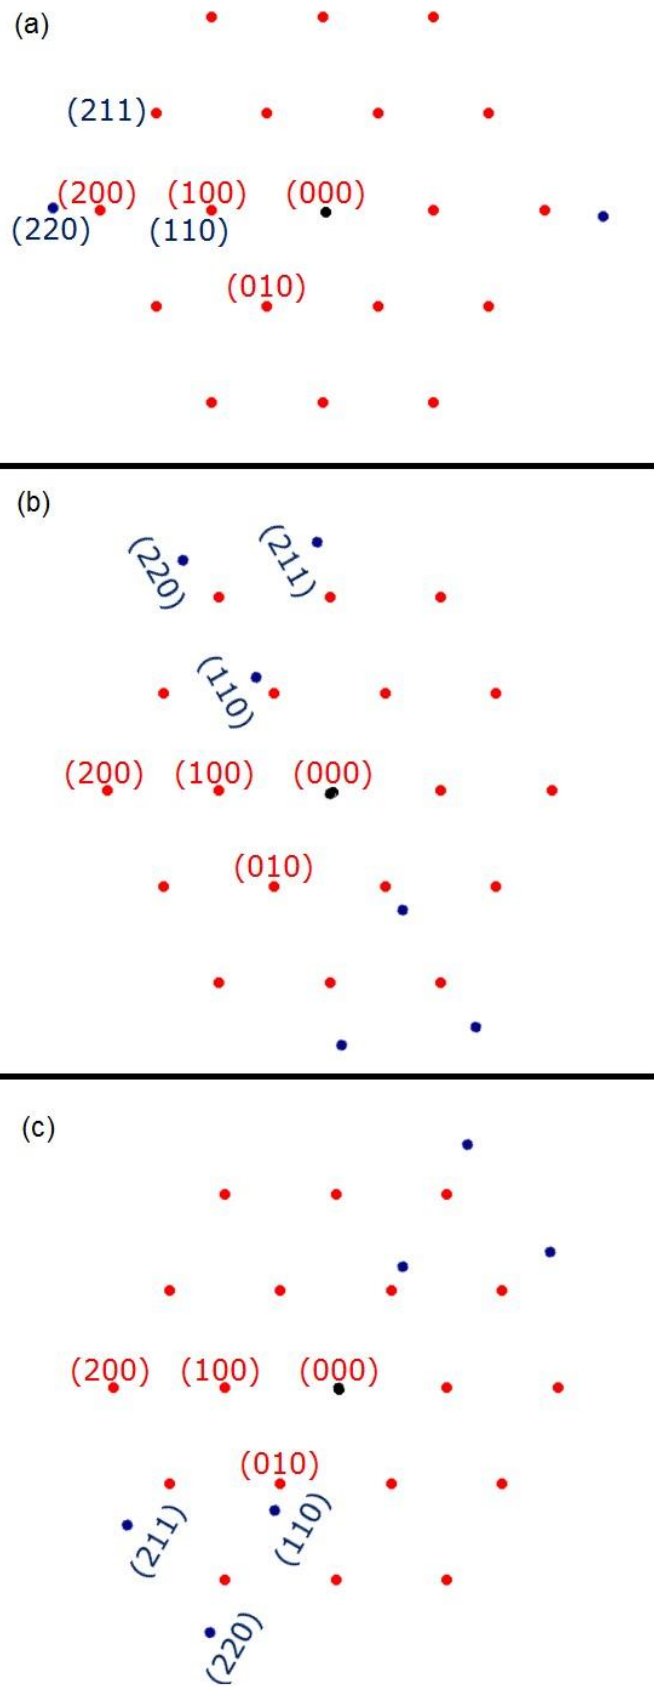 (a)
(211)
(200) (100) (000)
(220) (110)
(010)
(b)
(220) (211)
(110)
(200) (100) (000)
(010)
(c)
(200) (100) (000)
(010)
(211) (110)
(220)